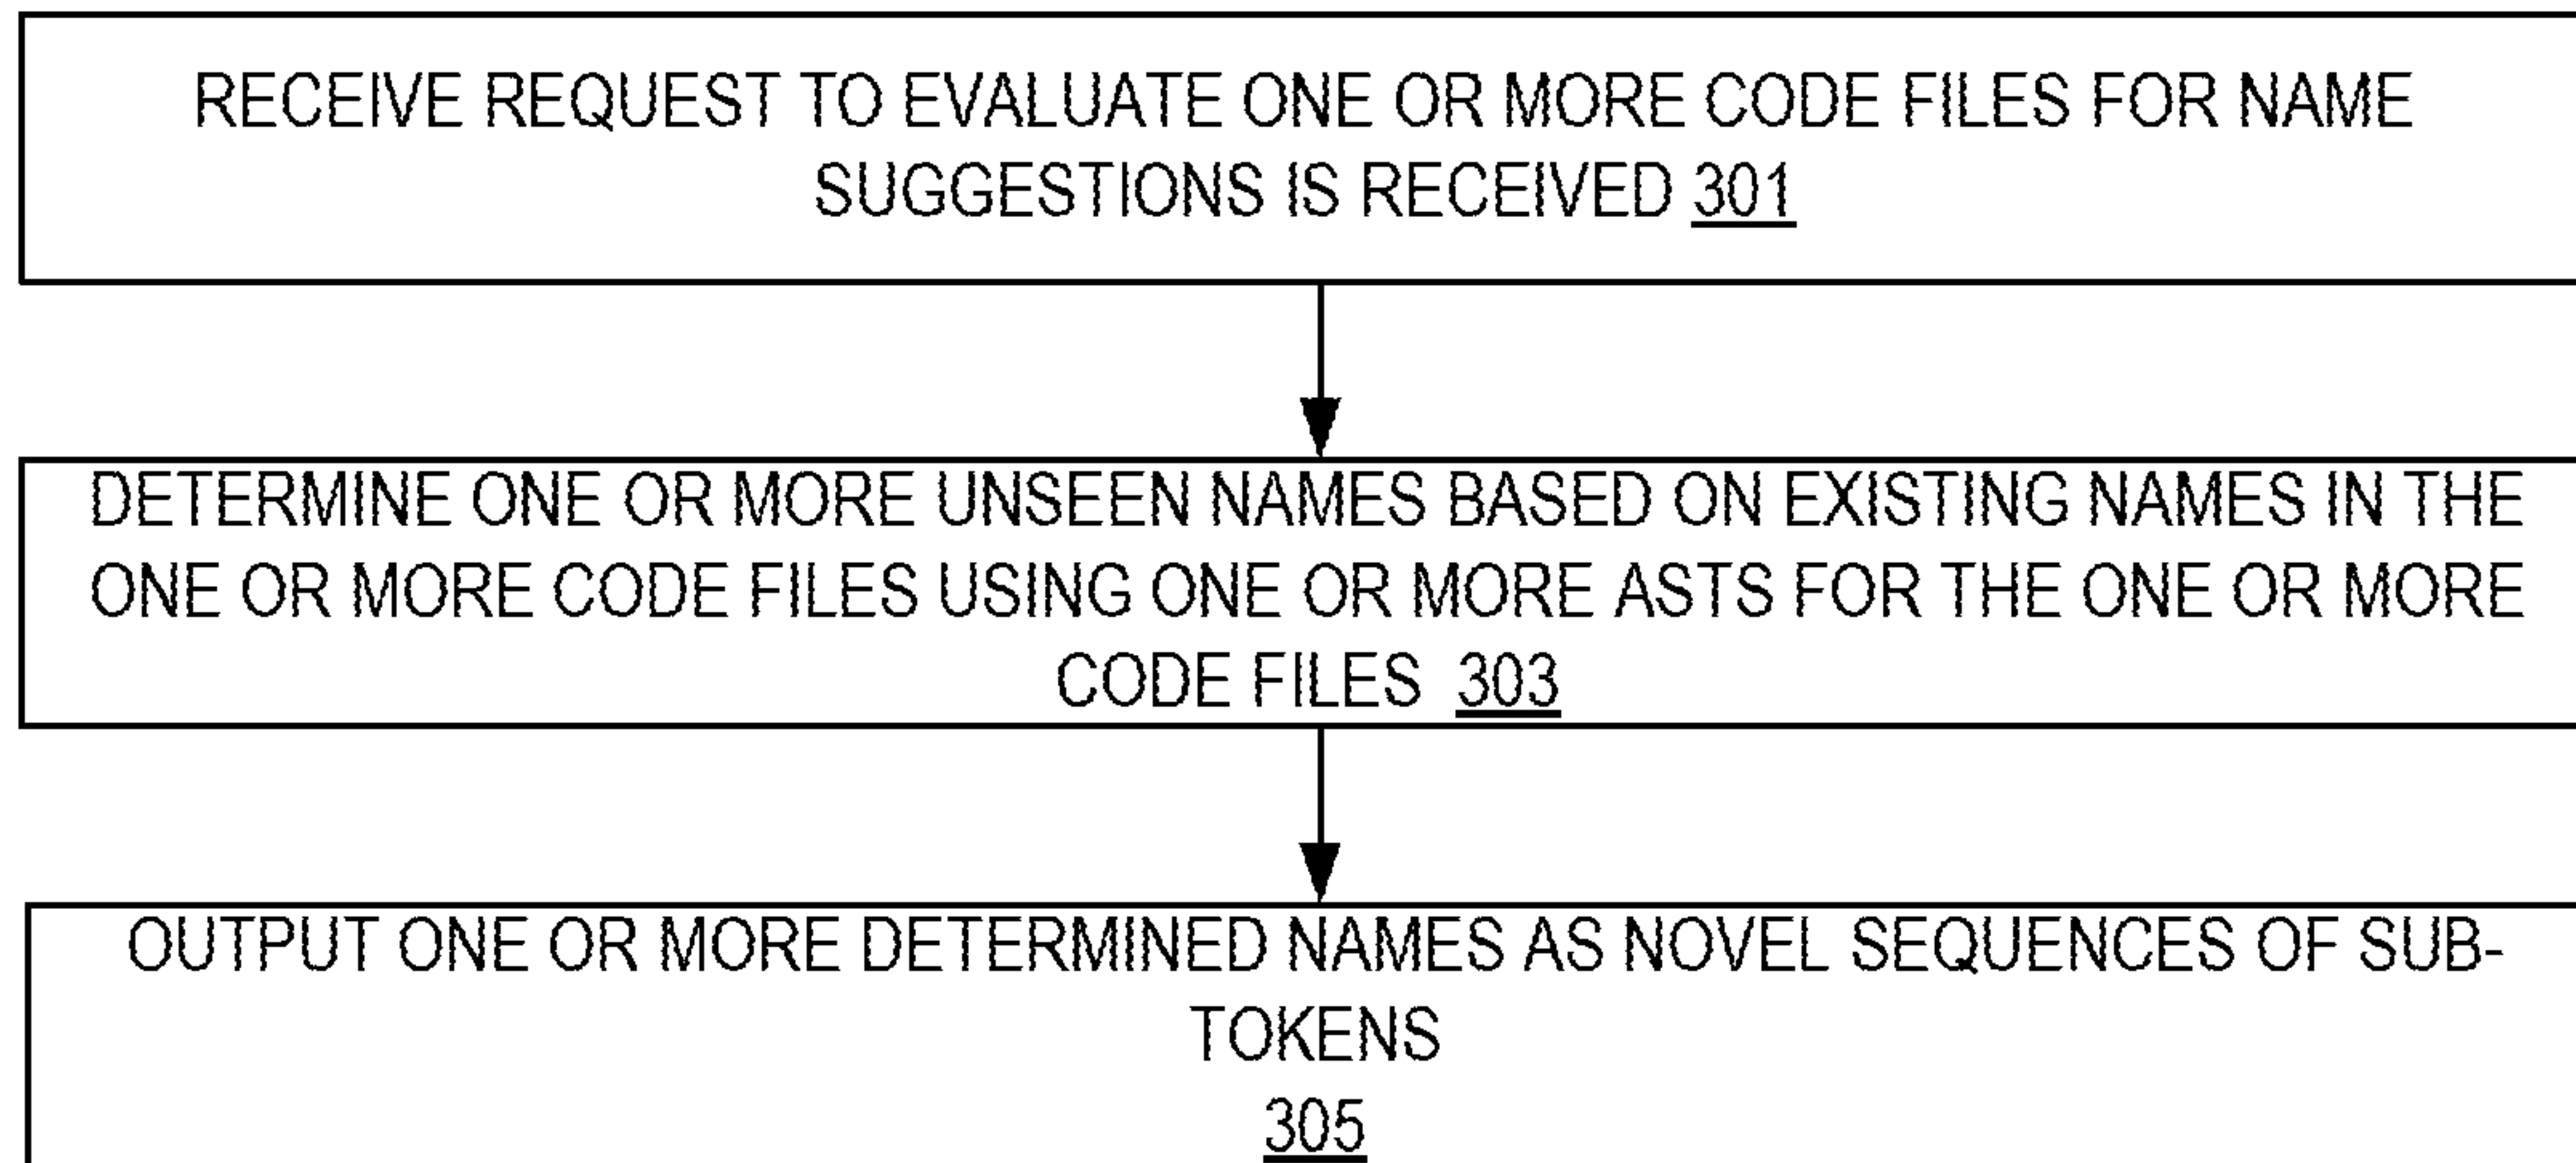 RECEIVE REQUEST TO EVALUATE ONE OR MORE CODE FILES FOR NAME
SUGGESTIONS IS RECEIVED 301
DETERMINE ONE OR MORE UNSEEN NAMES BASED ON EXISTING NAMES IN THE
ONE OR MORE CODE FILES USING ONE OR MORE ASTS FOR THE ONE OR MORE
CODE FILES 303
OUTPUT ONE OR MORE DETERMINED NAMES AS NOVEL SEQUENCES OF SUB-
TOKENS
305